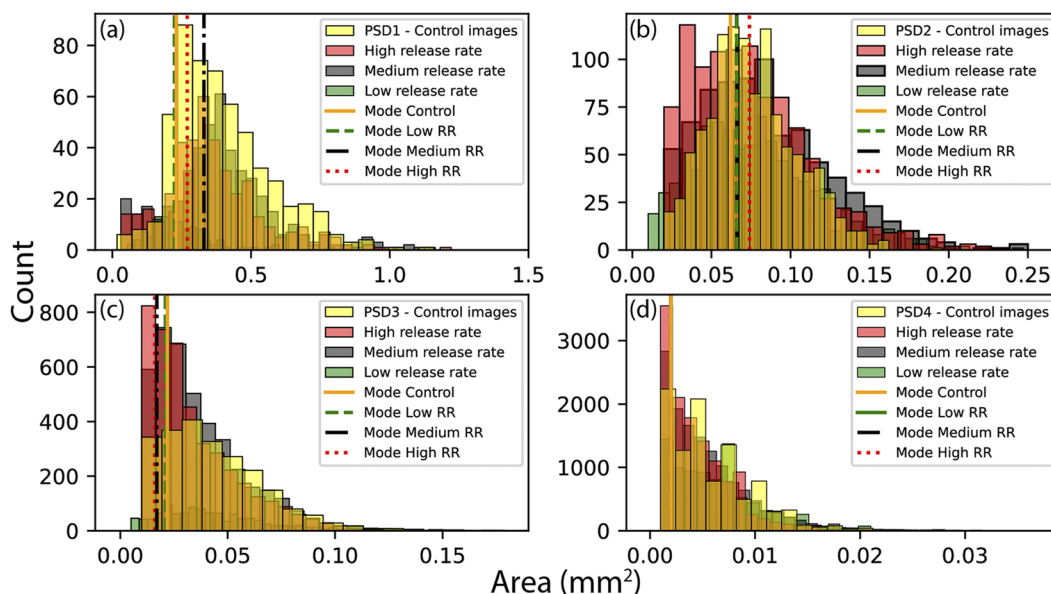 (a)
PSD1 - Control images
High release rate
Medium release rate
Low release rate
Mode Control
Mode Low RR
Mode Medium RR
Mode High RR
80
60
40
20
0
0.0
0.5
1.0
1.5
(b)
PSD2 - Control images
High release rate
Medium release rate
Low release rate
Mode Control
Mode Low RR
Mode Medium RR
Mode High RR
100
75
50
25
0
0.00
0.05
0.10
0.15
0.20
0.25
Count
(c)
PSD3 - Control images
High release rate
Medium release rate
Low release rate
Mode Control
Mode Low RR
Mode Medium RR
Mode High RR
800
600
400
200
0
0.00
0.05
0.10
0.15
(d)
PSD4 - Control images
High release rate
Medium release rate
Low release rate
Mode Control
Mode Low RR
Mode Medium RR
Mode High RR
3000
2000
1000
0
0.00
0.01
0.02
0.03
Area (mm²)